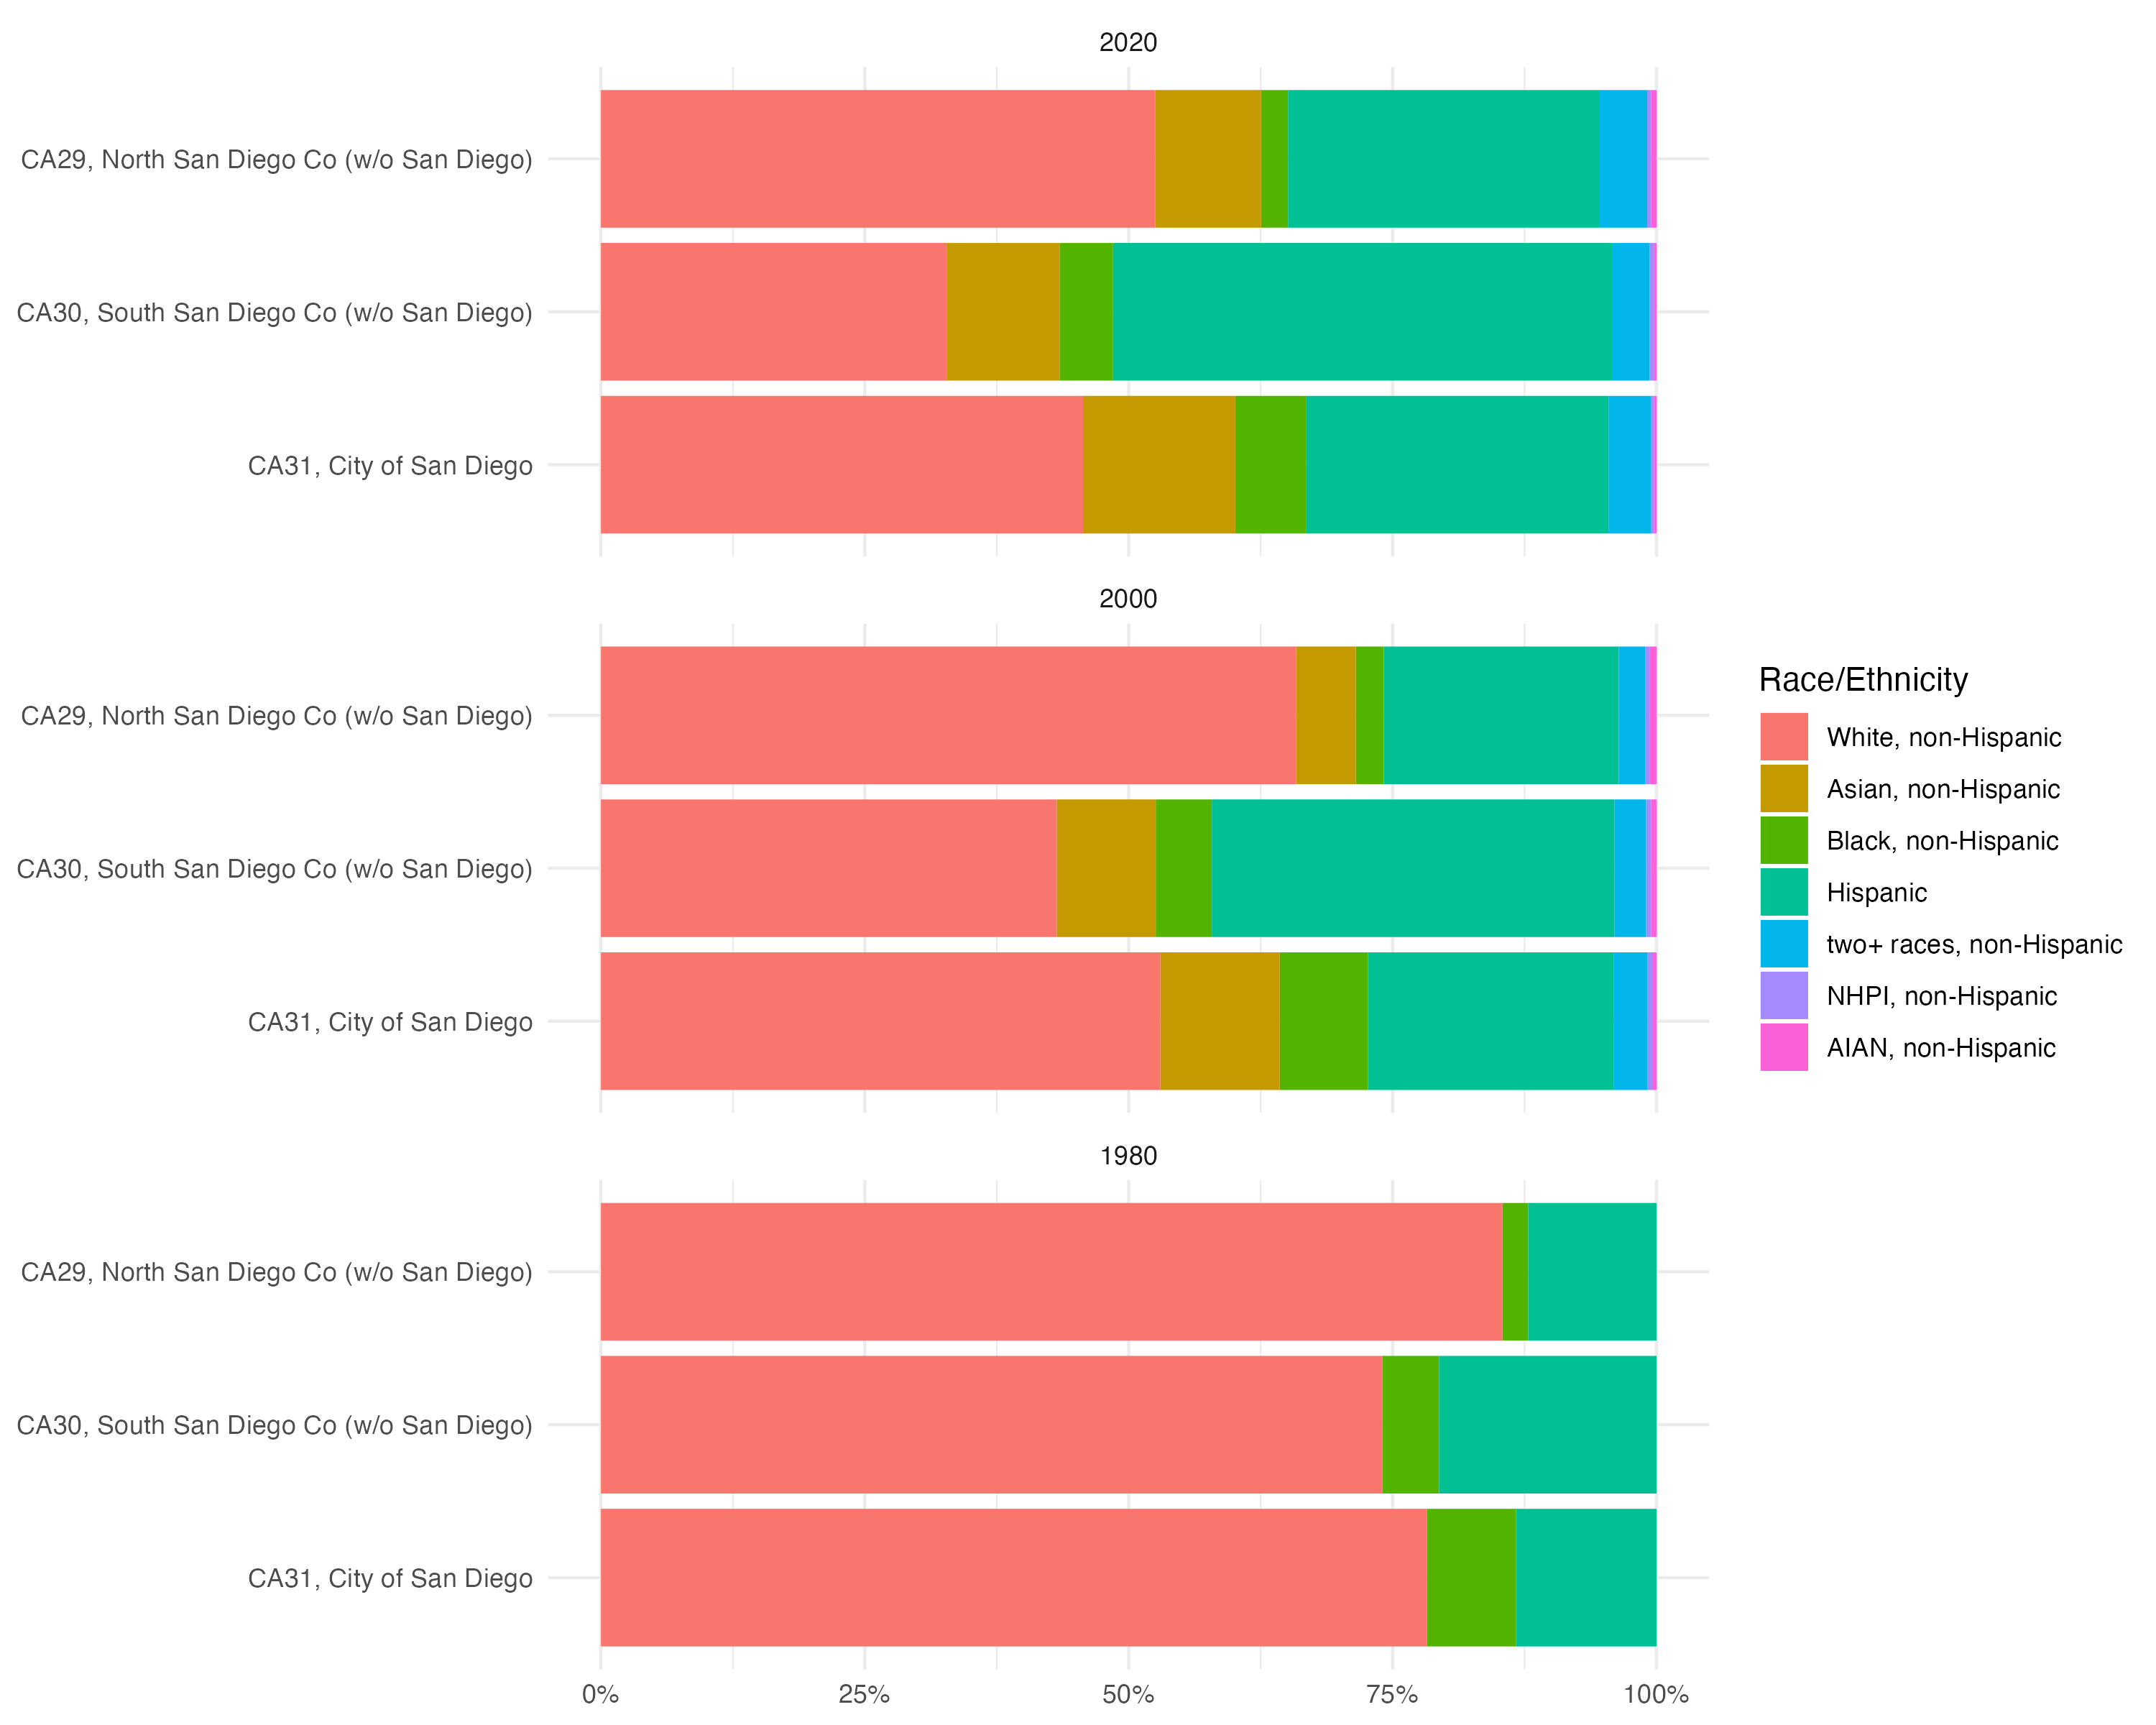 2020
CA29, North San Diego Co (w/o San Diego)
CA30, South San Diego Co (w/o San Diego)
CA31, City of San Diego
2000
CA29, North San Diego Co (w/o San Diego)
CA30, South San Diego Co (w/o San Diego)
CA31, City of San Diego
1980
CA29, North San Diego Co (w/o San Diego)
CA30, South San Diego Co (w/o San Diego)
CA31, City of San Diego
0% 25% 50% 75% 100%
Race/Ethnicity
White, non-Hispanic
Asian, non-Hispanic
Black, non-Hispanic
Hispanic
two+ races, non-Hispanic
NHPI, non-Hispanic
AIAN, non-Hispanic